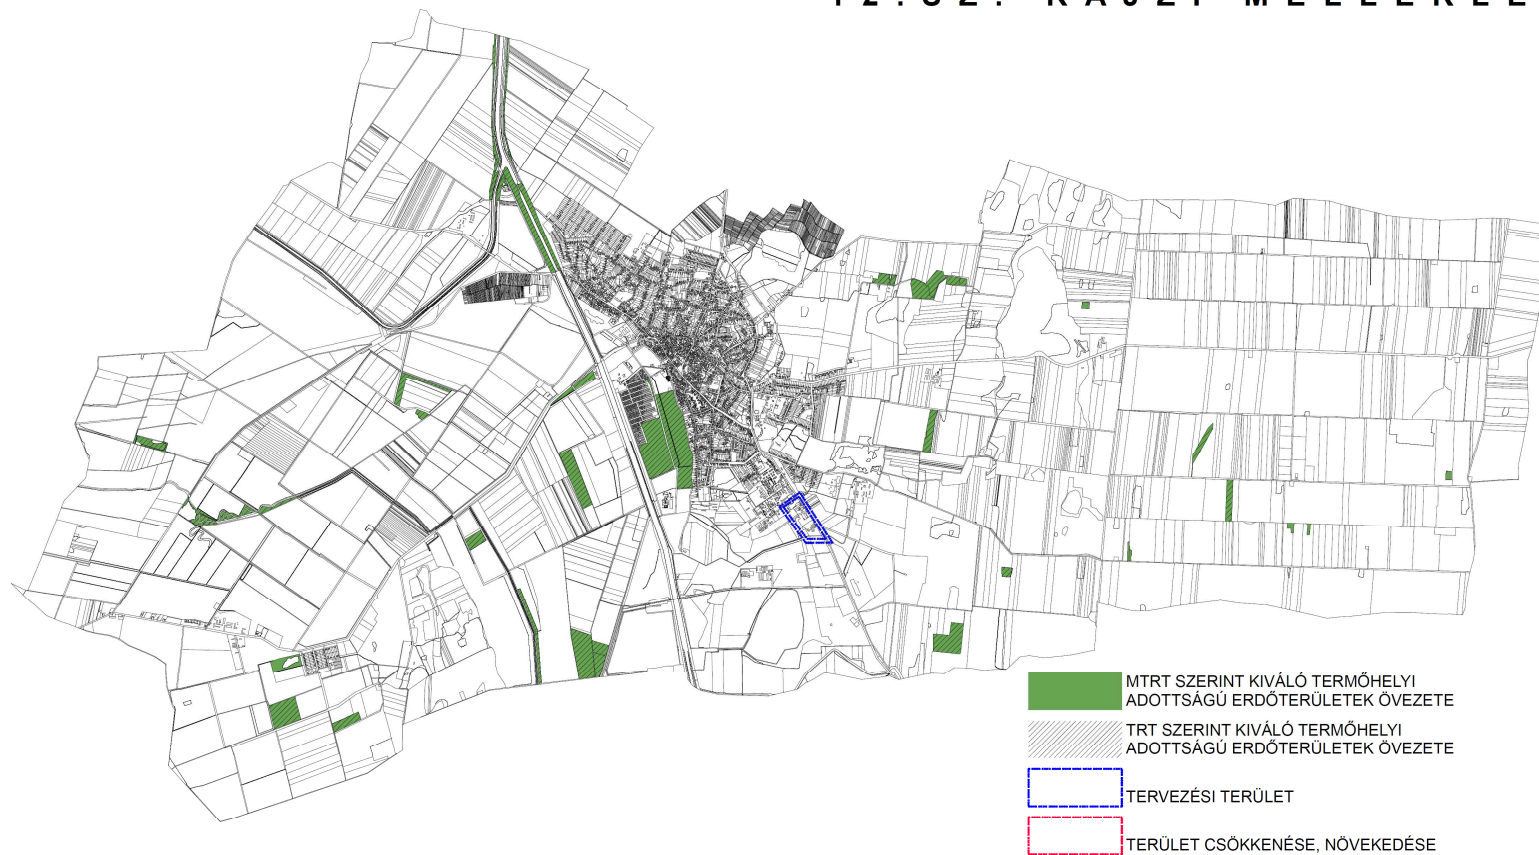 MTRT SZERINT KIVÁLÓ TERMŐHELYI
ADOTTSÁGÚ ERDŐTERÜLETEK ÖVEZETE
TRT SZERINT KIVÁLÓ TERMŐHELYI
ADOTTSÁGÚ ERDŐTERÜLETEK ÖVEZETE
TERVEZÉSI TERÜLET
TERÜLET CSÖKKENÉSE, NÖVEKEDÉSE